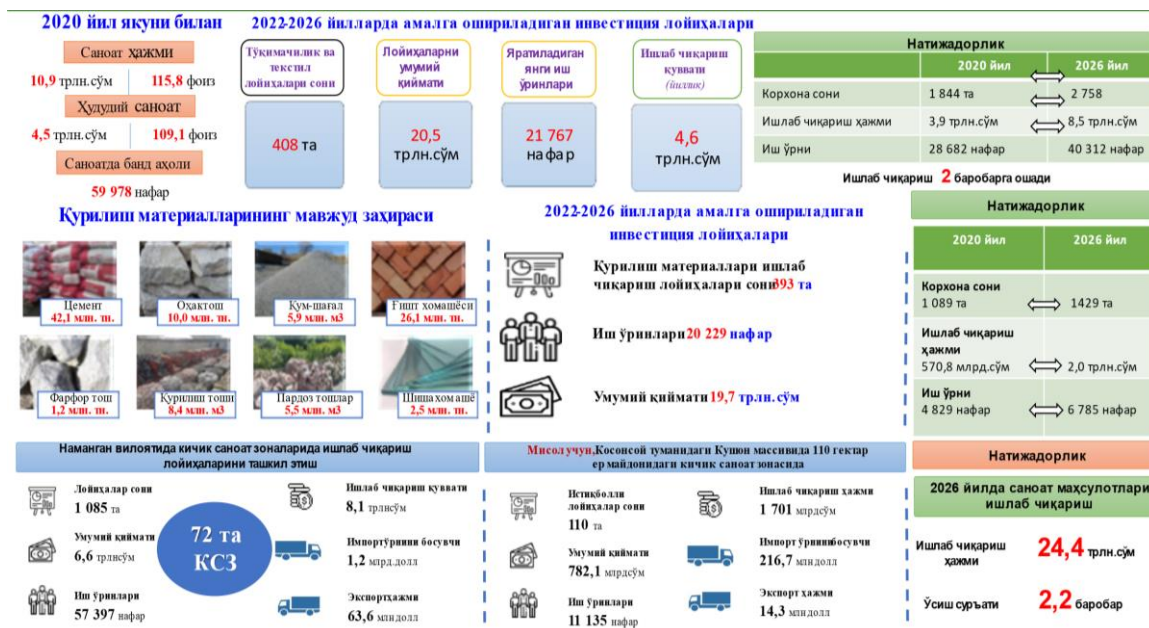 2020 йил якуни билан
Саноат ҳажми
10,9 трлн.сўм 115,8 фоиз
Ҳудудий саноат
4,5 трлн.сўм 109,1 фоиз
Саноатда банд аҳоли
59 978 нафар
2022-2026 йилларда амалга ошириладиган инвестиция лойиҳалари
Тўқимачилик ва
текстил
лойиҳалари сони
408 та
Лойиҳаларни
умумий
қиймати
20,5
трлн.сўм
Яратиладиган
янги иш
ўринлари
21 767
нафар
Ишлаб чиқариш
қуввати
(йиллик)
4,6
трлн.сўм
Натижадорлик
2020 йил 2026 йил
Корхона сони 1 844 та 2 758
Ишлаб чиқариш ҳажми 3,9 трлн.сўм 8,5 трлн.сўм
Иш ўрни 28 682 нафар 40 312 нафар
Ишлаб чиқариш 2 баробарга ошади
Қурилиш материалларининг мавжуд заҳираси
Цемент
42,1 млн. тн.
Оҳактош
10,0 млн. тн.
Қум-шағал
5,9 млн. м3
Ғишт хомашёси
26,1 млн. тн.
Фарфор тош
1,2 млн. тн.
Қурилиш тоши
8,4 млн. м3
Пардоз тошлар
5,5 млн. м3
Шиша хом ашё
2,5 млн. тн.
2022-2026 йилларда амалга ошириладиган
инвестиция лойиҳалари
Қурилиш материаллари ишлаб
чиқариш лойиҳалари сони 393 та
Иш ўринлари 20 229 нафар
Умумий қиймати 19,7 трлн.сўм
Натижадорлик
2020 йил 2026 йил
Корхона сони
1 089 та 1429 та
Ишлаб чиқариш
ҳажми
570,8 млрд.сўм 2,0 трлн.сўм
Иш ўрни
4 829 нафар 6 785 нафар
Наманган вилоятида кичик саноат зоналарида ишлаб чиқариш
лойиҳаларини ташкил этиш
Лойиҳалар сони
1 085 та
Умумий қиймати
6,6 трлнсўм
Иш ўринлари
57 397 нафар
72 та
КСЗ
Ишлаб чиқариш қуввати
8,1 трлнсўм
Импортўрнини босувчи
1,2 млрд.долл
Экспортҳажми
63,6 млндолл
Мисол учун, Косонсой туманидаги Кушон массивида 110 гектар
ер майдонидаги кичик саноат зонасида
Истиқболли
лойиҳалар сони
110 та
Умумий қиймати
782,1 млрдсўм
Иш ўринлари
11 135 нафар
Ишлаб чиқариш ҳажми
1 701 млрдсўм
Импорт ўрнинибосувчи
216,7 млндолл
Экспорт ҳажми
14,3 млндолл
Натижадорлик
2026 йилда саноат маҳсулотлари
ишлаб чиқариш
Ишлаб чиқариш
ҳажми
24,4 трлн.сўм
Ўсиш суръати 2,2 баробар